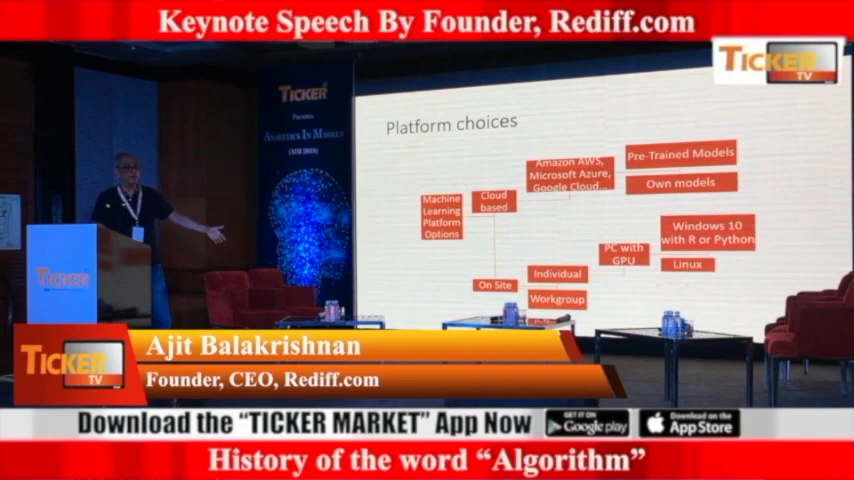 Keynote Speech By Founder, Rediff.com
TICKER
TV
TICKER
Presents
ANALYTICS IN MARKET
Platform choices
Machine
Learning
Platform
Options
Cloud
based
Amazon AWS,
Microsoft Azure,
Google Cloud...
Pre-Trained Models
Own models
On Site
Individual
Workgroup
PC with
GPU
Windows 10
with R or Python
Linux
TICKER
TICKER
TV
Ajit Balakrishnan
Founder, CEO, Rediff.com
Download the “TICKER MARKET” App Now
GET IT ON
Google play
Download on the
App Store
History of the word “Algorithm”